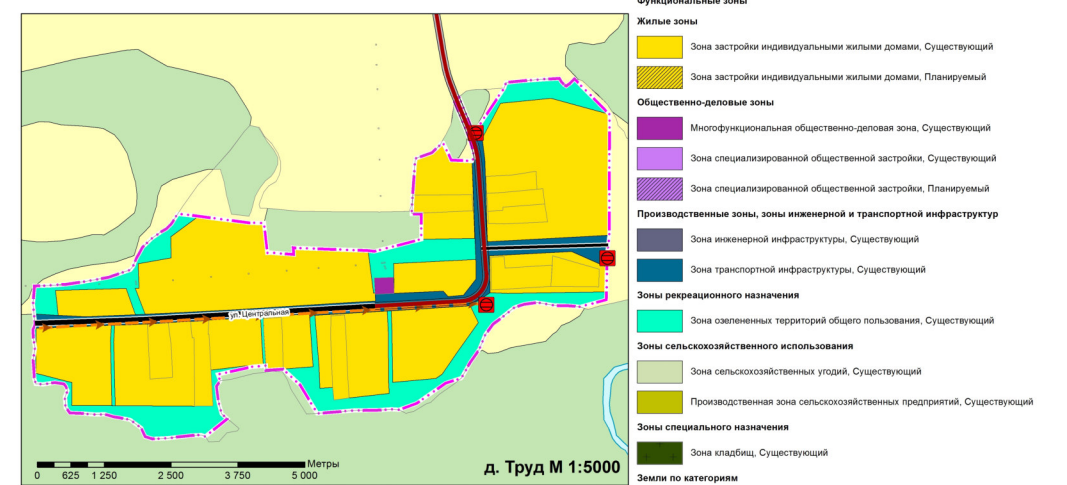 ул. Центральная
Метры
0 625 1 250 2 500 3 750 5 000
д. Труд М 1:5000
Функциональные зоны
Жилые зоны
Зона застройки индивидуальными жилыми домами, Существующий
Зона застройки индивидуальными жилыми домами, Планируемый
Общественно-деловые зоны
Многофункциональная общественно-деловая зона, Существующий
Зона специализированной общественной застройки, Существующий
Зона специализированной общественной застройки, Планируемый
Производственные зоны, зоны инженерной и транспортной инфраструктур
Зона инженерной инфраструктуры, Существующий
Зона транспортной инфраструктуры, Существующий
Зоны рекреационного назначения
Зона озелененных территорий общего пользования, Существующий
Зоны сельскохозяйственного использования
Зона сельскохозяйственных угодий, Существующий
Производственная зона сельскохозяйственных предприятий, Существующий
Зоны специального назначения
Зона кладбищ, Существующий
Земли по категориям